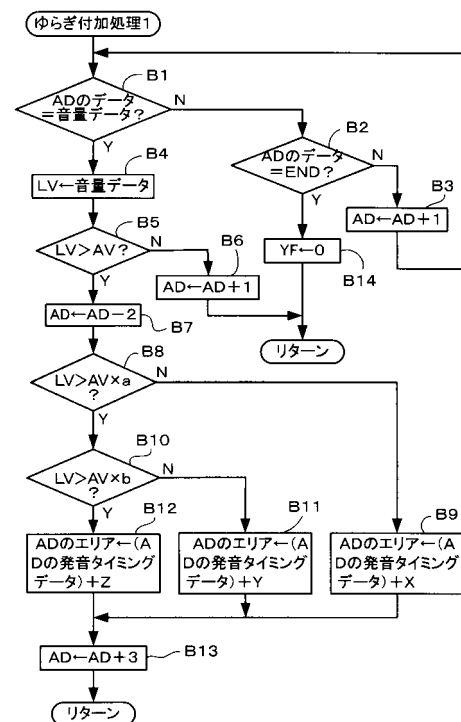 ゆらぎ付加処理1
B1
ADのデータ
=音量データ?
N
Y
B2
ADのデータ
=END?
N
Y
B3
AD←AD+1
B4
LV←音量データ
B5
LV>AV?
N
Y
B6
AD←AD+1
YF←0
B14
AD←AD−2
B7
リターン
B8
LV>AV×a
?
N
Y
B10
LV>AV×b
?
N
Y
B12
ADのエリア←(A
Dの発音タイミング
データ)+Z
B11
ADのエリア←(A
Dの発音タイミング
データ)+Y
B9
ADのエリア←(A
Dの発音タイミング
データ)+X
AD←AD+3
B13
リターン